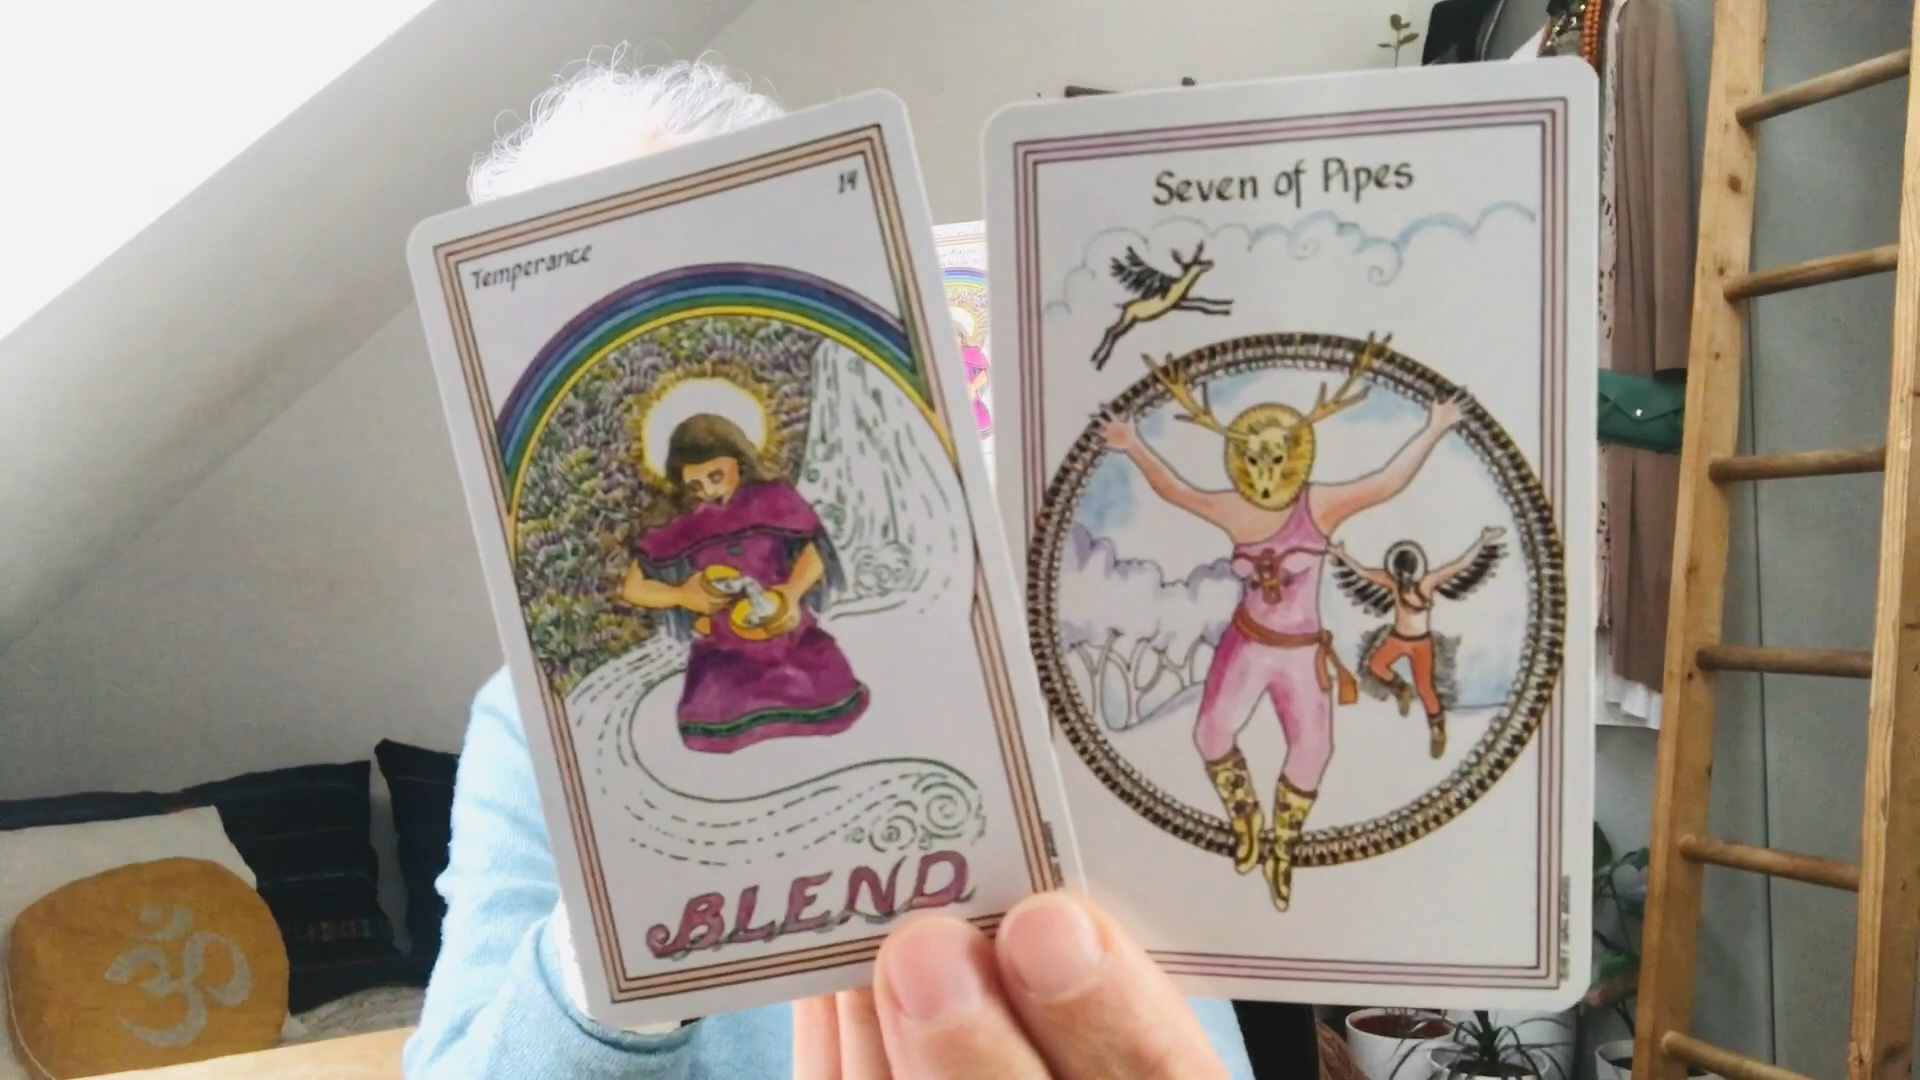 Temperance
14
BLEND
Seven of Pipes
ॐ